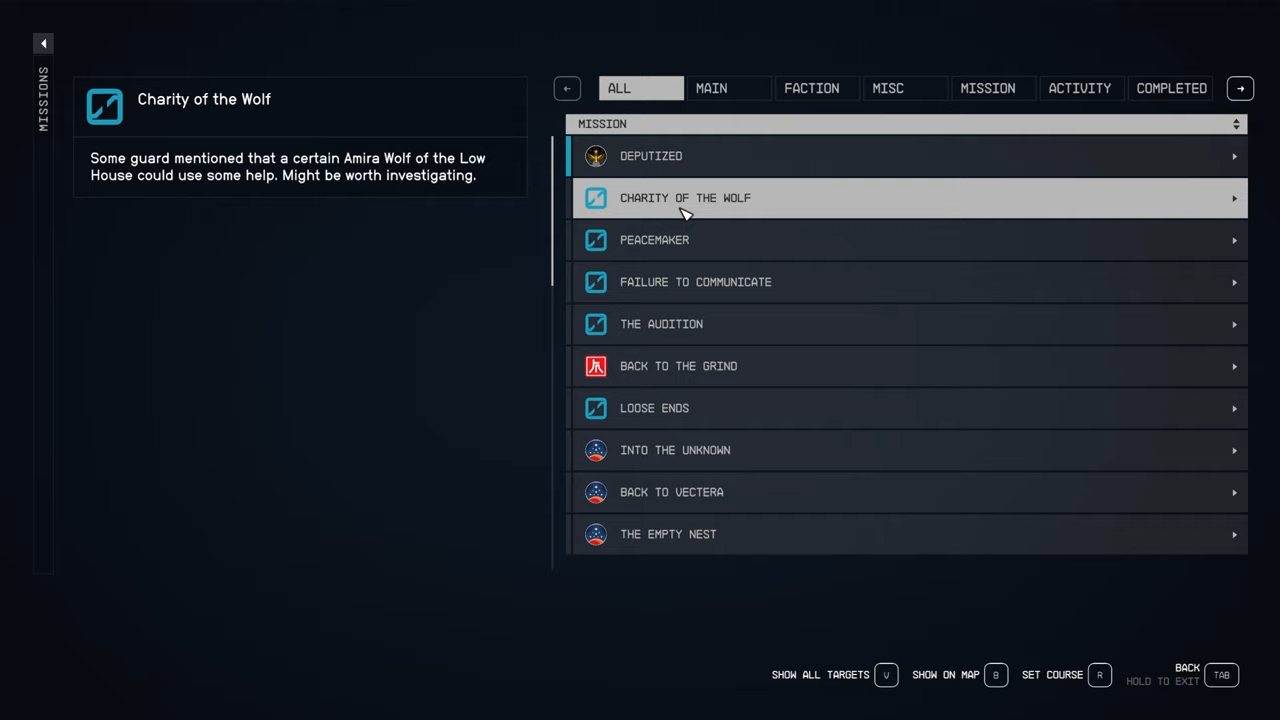 MISSIONS
Charity of the Wolf
Some guard mentioned that a certain Amira Wolf of the Low
House could use some help. Might be worth investigating.
ALL MAIN FACTION MISC MISSION ACTIVITY COMPLETED
MISSION
DEPUTIZED
CHARITY OF THE WOLF
PEACEMAKER
FAILURE TO COMMUNICATE
THE AUDITION
BACK TO THE GRIND
LOOSE ENDS
INTO THE UNKNOWN
BACK TO VECTERA
THE EMPTY NEST
SHOW ALL TARGETS V SHOW ON MAP B SET COURSE R BACK TAB
HOLD TO EXIT